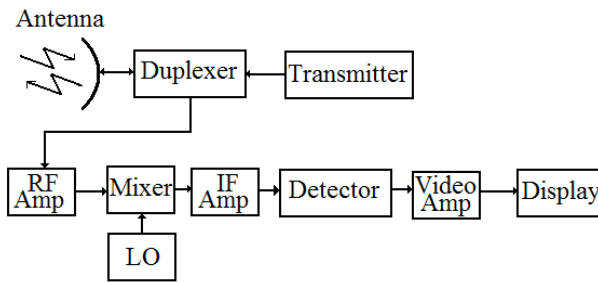 Antenna
Duplexer
Transmitter
RF
Amp
Mixer
IF
Amp
Detector
Video
Amp
Display
LO